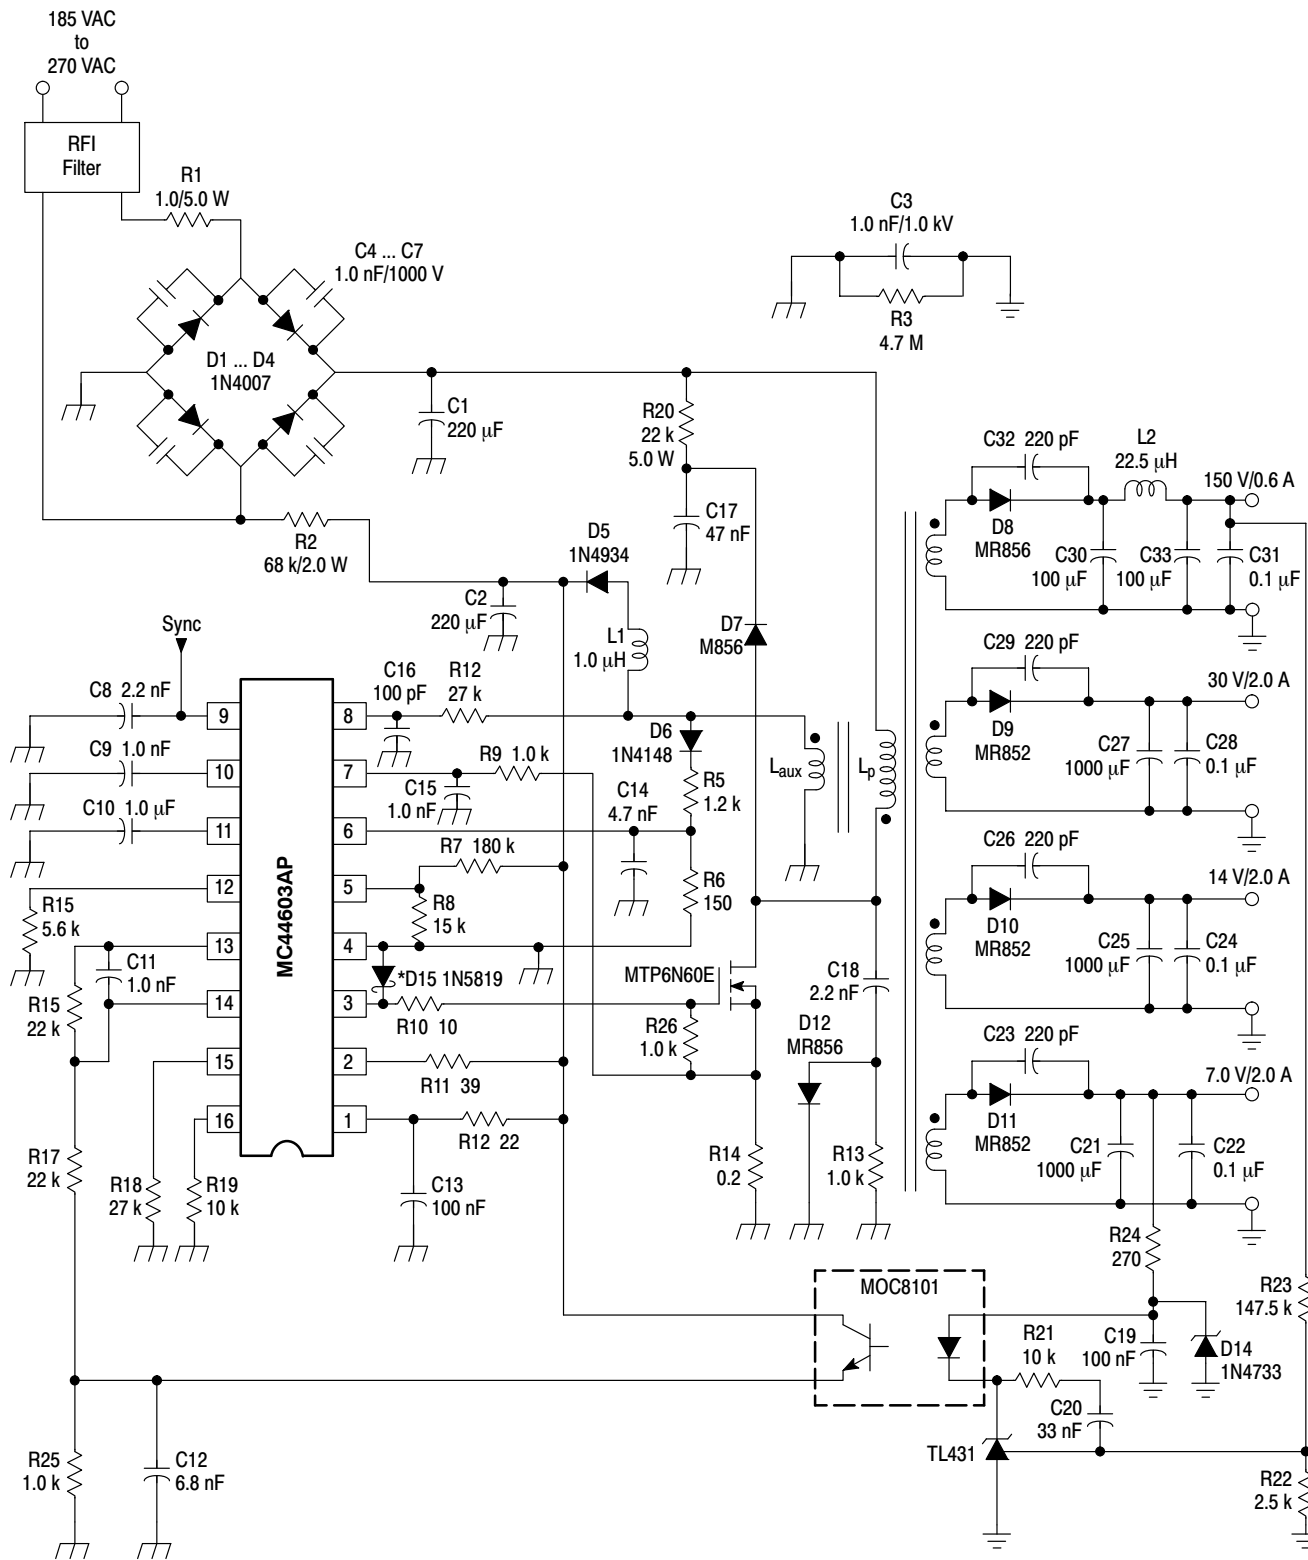 185 VAC
to
270 VAC
RFI
Filter
R1
1.0/5.0 W
C4 ... C7
1.0 nF/1000 V
D1 ... D4
1N4007
C3
1.0 nF/1.0 kV
R3
4.7 M
C1
220 µF
R20
22 k
5.0 W
C17
47 nF
R2
68 k/2.0 W
D5
1N4934
C2
220 µF
L1
1.0 µH
D7
M856
C32 220 pF
L2
22.5 µH
150 V/0.6 A
D8
MR856
C30
100 µF
C33
100 µF
C31
0.1 µF
Sync
C8 2.2 nF
C9 1.0 nF
C10 1.0 µF
C16
100 pF
R12
27 k
D6
1N4148
R9 1.0 k
C15
1.0 nF
C14
4.7 nF
R5
1.2 k
Laux
Lp
C29 220 pF
30 V/2.0 A
D9
MR852
C27
1000 µF
C28
0.1 µF
9
10
11
12
13
14
15
16
MC44603AP
8
7
6
5
4
3
2
1
R7 180 k
R8
15 k
R6
150
R15
5.6 k
C11
1.0 nF
R15
22 k
*D15 1N5819
R10 10
MTP6N60E
R26
1.0 k
C18
2.2 nF
D12
MR856
C26 220 pF
14 V/2.0 A
D10
MR852
C25
1000 µF
C24
0.1 µF
R11 39
R12 22
C13
100 nF
R17
22 k
R18
27 k
R19
10 k
R14
0.2
R13
1.0 k
C23 220 pF
7.0 V/2.0 A
D11
MR852
C21
1000 µF
C22
0.1 µF
R24
270
MOC8101
R23
147.5 k
R21
10 k
C19
100 nF
D14
1N4733
C20
33 nF
TL431
R25
1.0 k
C12
6.8 nF
R22
2.5 k